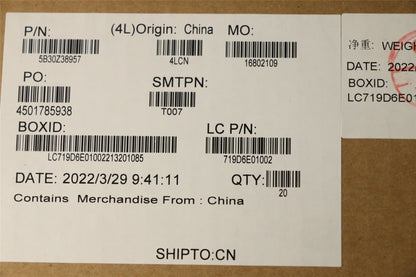 P/N:
(4L)Origin: China
MO:
5B30Z38957
4LCN
16802109
PO:
SMTPN:
4501785938
T007
BOXID:
LC P/N:
LC719D6E01002213201085
719D6E01002
DATE: 2022/3/29 9:41:11
QTY:
20
Contains Merchandise From : China
SHIPTO:CN
净重: WEIGH
DATE: 2022/
BOXID:
LC719D6E01